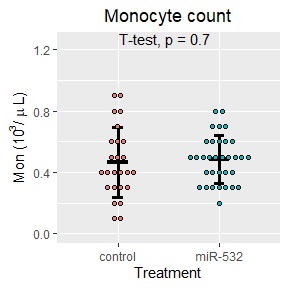 Monocyte count
T-test, p = 0.7
Mon (10³/ μ L)
1.2
0.8
0.4
0.0
control miR-532
Treatment